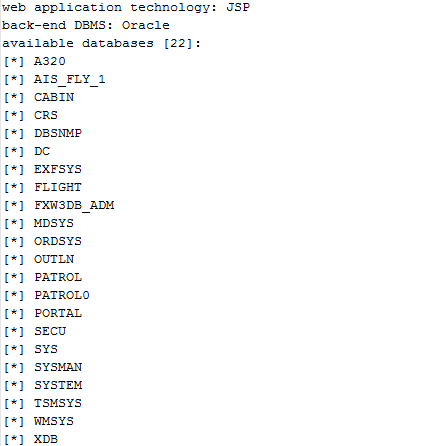 web application technology: JSP
back-end DBMS: Oracle
available databases [22]:
[*] A320
[*] AIS_FLY_1
[*] CABIN
[*] CRS
[*] DBSNMP
[*] DC
[*] EXFSYS
[*] FLIGHT
[*] FXW3DB_ADM
[*] MDSYS
[*] ORDSYS
[*] OUTLN
[*] PATROL
[*] PATROL0
[*] PORTAL
[*] SECU
[*] SYS
[*] SYSMAN
[*] SYSTEM
[*] TSMSYS
[*] WMSYS
[*] XDB